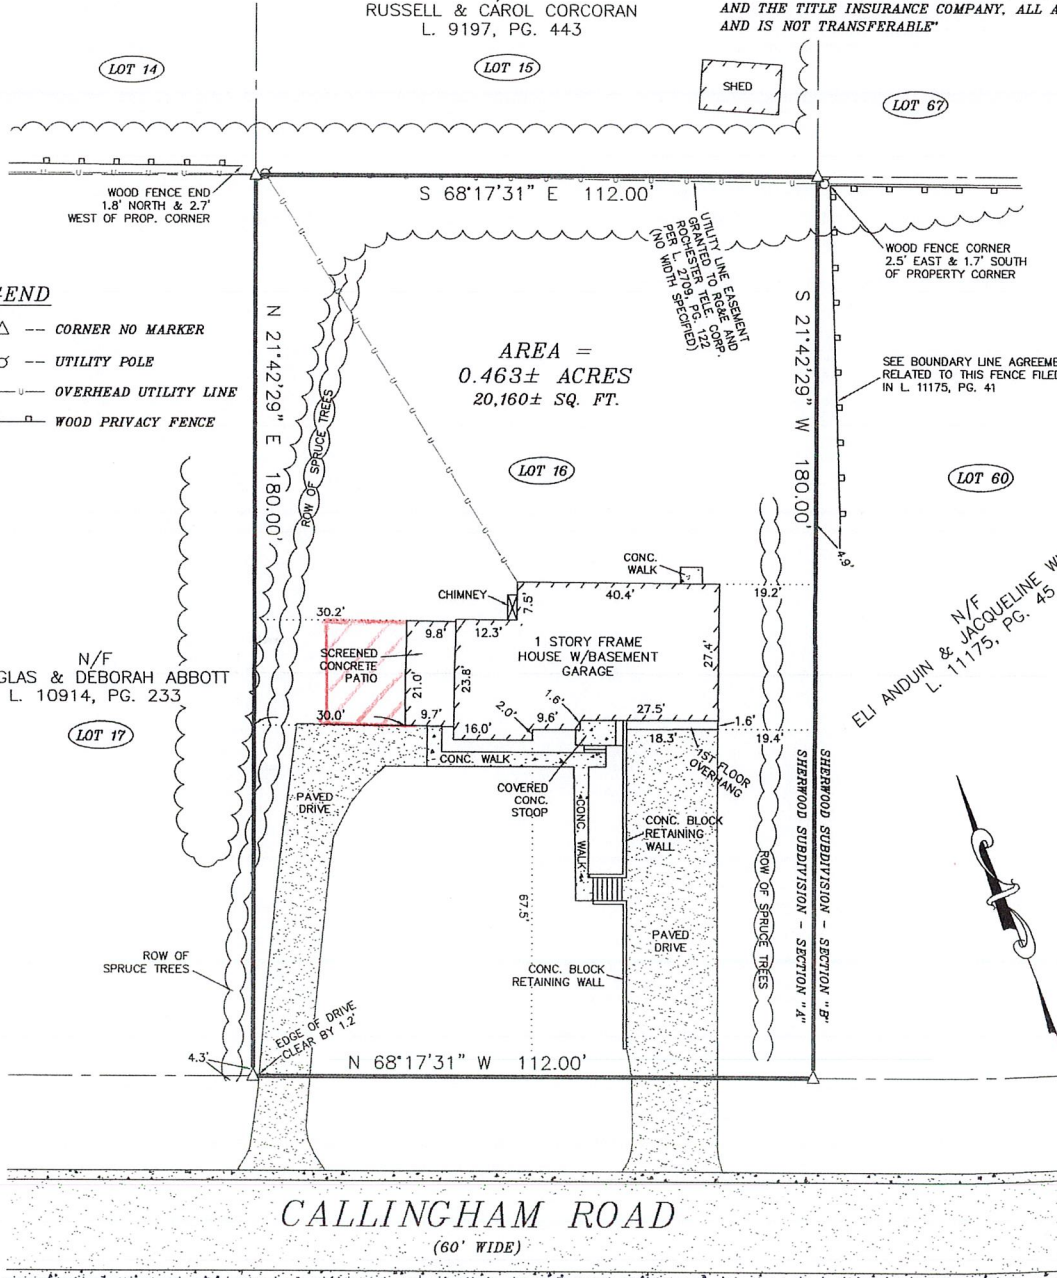 RUSSELL & CAROL CORCORAN
L. 9197, PG. 443
AND THE TITLE INSURANCE COMPANY, ALL A
AND IS NOT TRANSFERABLE"
LOT 14
LOT 15
SHED
LOT 67
WOOD FENCE END
1.8' NORTH & 2.7'
WEST OF PROP. CORNER
S 68°17'31" E 112.00'
UTILITY LINE EASEMENT
GRANTED TO RG&E AND
ROCHESTER TELE. CORP.
PER L. 2709, PG. 122
(NO WIDTH SPECIFIED)
WOOD FENCE CORNER
2.5' EAST & 1.7' SOUTH
OF PROPERTY CORNER
GEND
-- CORNER NO MARKER
-- UTILITY POLE
U OVERHEAD UTILITY LINE
WOOD PRIVACY FENCE
N 21°42'29" E 180.00'
ROW OF SPRUCE TREES
AREA =
0.463± ACRES
20,160± SQ. FT.
S 21°42'29" W 180.00'
SEE BOUNDARY LINE AGREEME
RELATED TO THIS FENCE FILED
IN L. 11175, PG. 41
LOT 16
LOT 60
4.9'
CONC.
WALK
CHIMNEY
7.5'
40.4'
19.2'
30.2'
9.8'
12.3'
SCREENED
CONCRETE
PATIO
21.0'
23.8'
1 STORY FRAME
HOUSE W/BASEMENT
GARAGE
27.4'
N/F
ELI ANDUIN & JACQUELINE W
L. 11175, PG. 45
N/F
GLAS & DEBORAH ABBOTT
L. 10914, PG. 233
LOT 17
30.0'
9.7'
16.0'
2.0'
9.6'
1.6'
27.5'
18.3'
1.6'
19.4'
1ST FLOOR
OVERHANG
CONC. WALK
COVERED
CONC.
STOOP
PAVED
DRIVE
CONC. WALK
CONC. BLOCK
RETAINING
WALL
SHERWOOD SUBDIVISION - SECTION "A"
SHERWOOD SUBDIVISION - SECTION "B"
67.5'
ROW OF SPRUCE TREES
PAVED
DRIVE
ROW OF
SPRUCE TREES
CONC. BLOCK
RETAINING WALL
EDGE OF DRIVE
CLEAR BY 1.2'
4.3'
N 68°17'31" W 112.00'
CALLINGHAM ROAD
(60' WIDE)